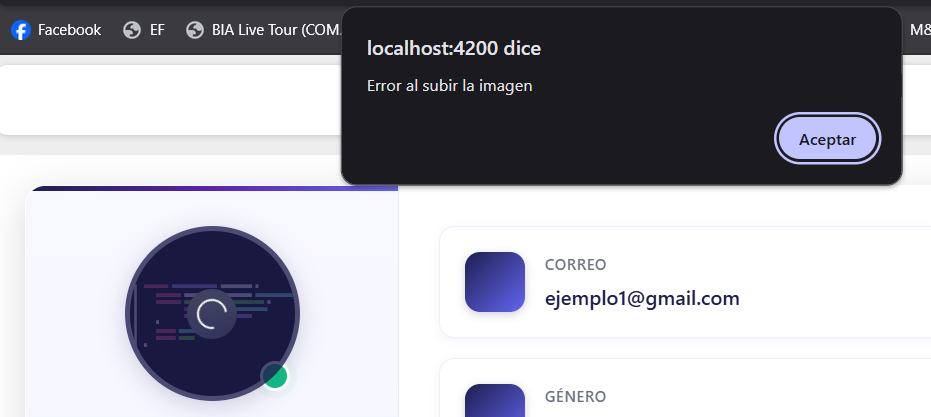 Facebook EF BIA Live Tour (COM. M&
localhost:4200 dice
Error al subir la imagen
Aceptar
CORREO
ejemplo1@gmail.com
GÉNERO